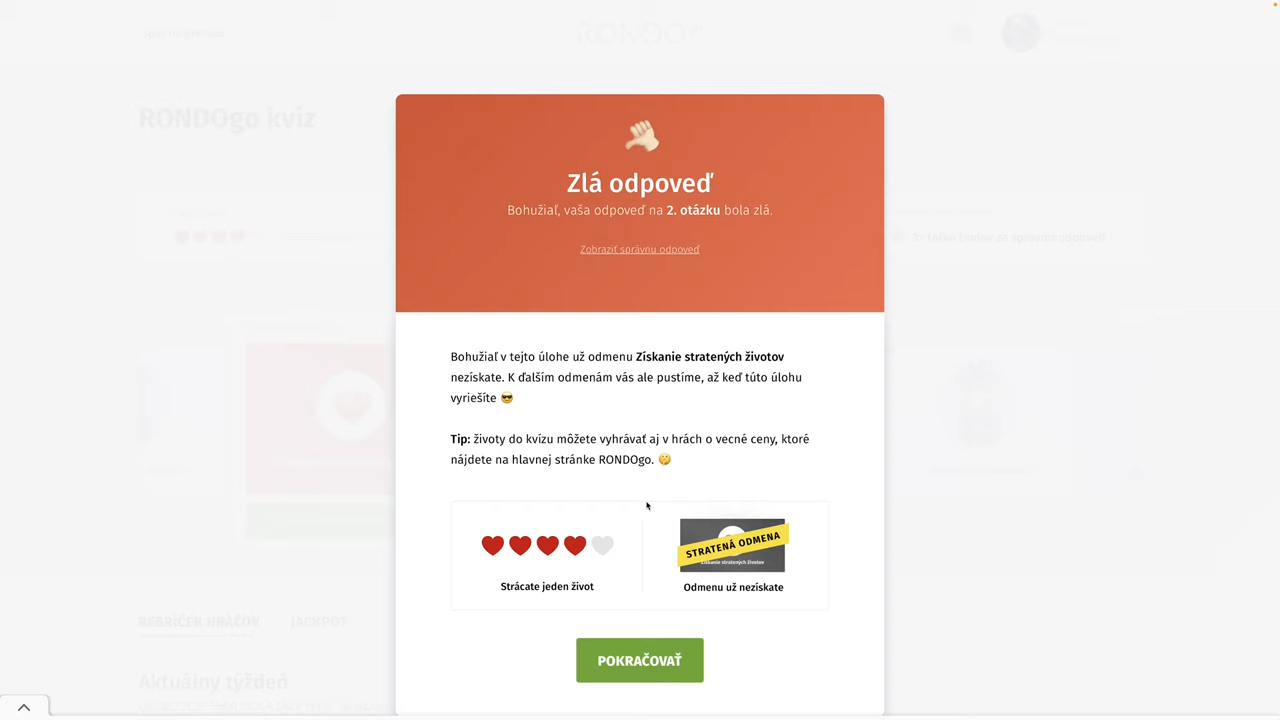 RONDOgo kvíz
Zlá odpoveď
Bohužiaľ, vaša odpoveď na 2. otázku bola zlá.
Zobraziť správnu odpoveď
Bohužiaľ v tejto úlohe už odmenu Získanie stratených životov
nezískate. K ďalším odmenám vás ale pustíme, až keď túto úlohu
vyriešíte 😎
Tip: životy do kvízu môžete vyhrávať aj v hrách o vecné ceny, ktoré
nájdete na hlavnej stránke RONDOgo. 🤭
STRATENÁ ODMENA
Získanie stratených životov
Strácate jeden život
Odmenu už nezískate
POKRAČOVAŤ
REBRÍČEK HRÁČOV
JACKPOT
Aktuálny týždeň